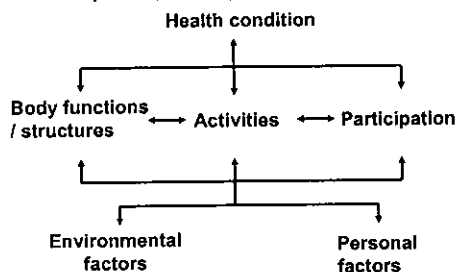 Health condition
Body functions
/ structures
Activities
Participation
Environmental
factors
Personal
factors